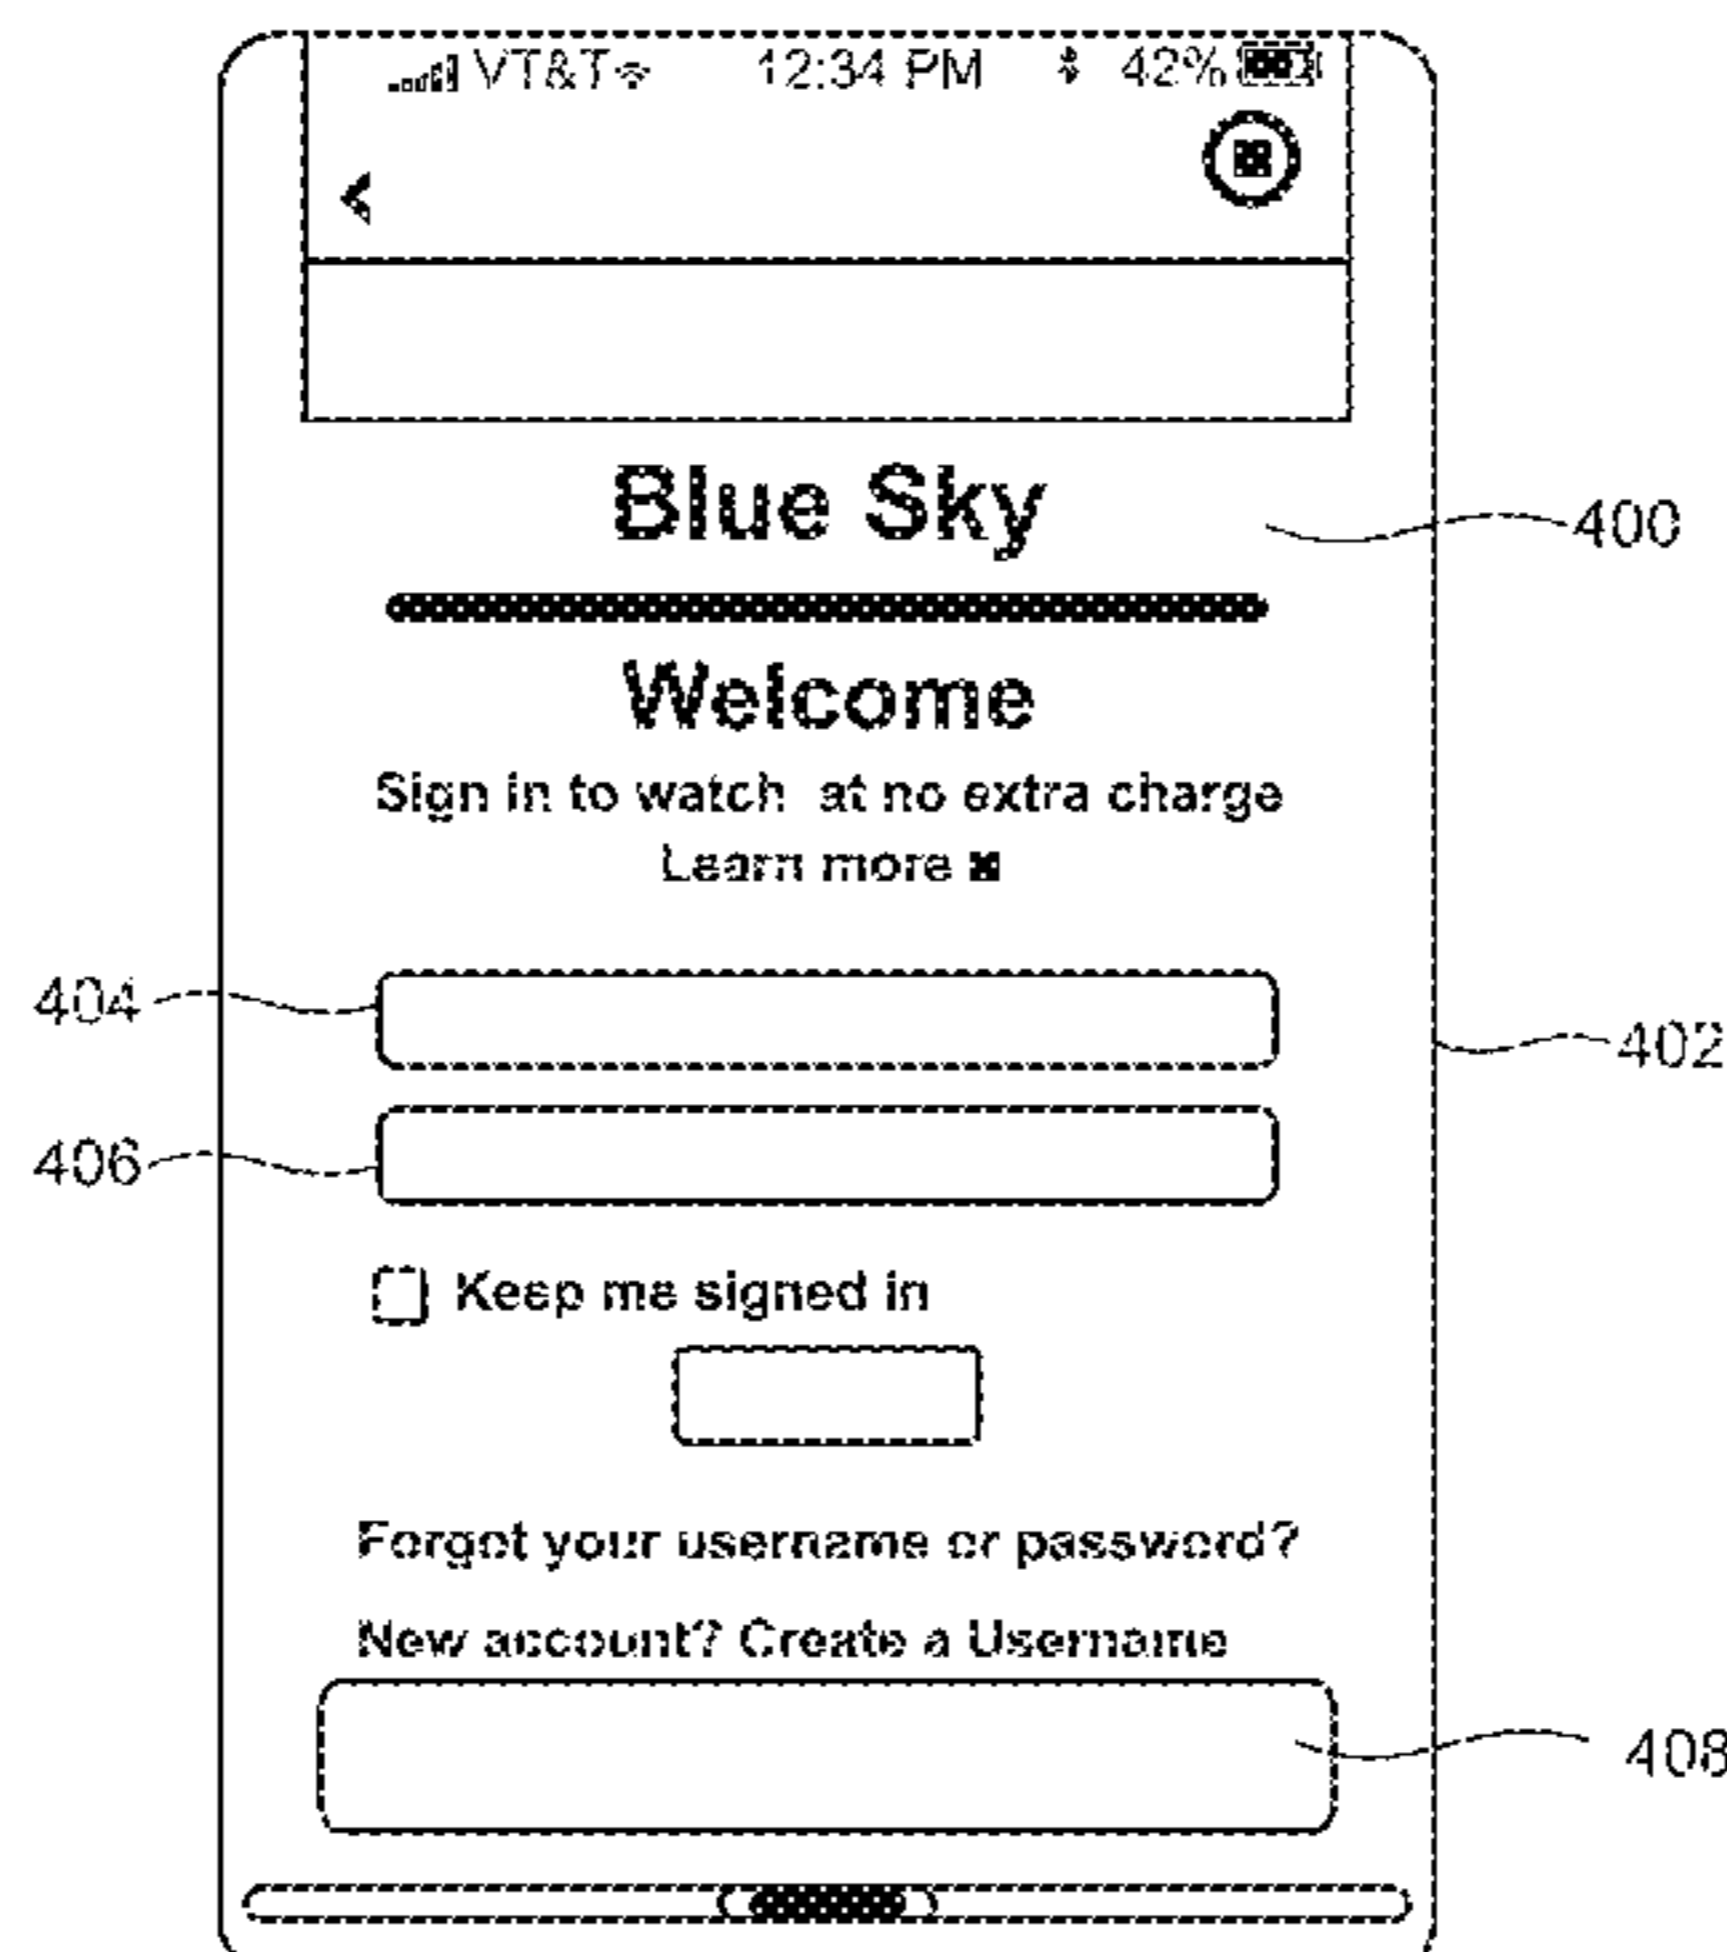 VT&T 12:34 PM 42%
Blue Sky
400
Welcome
Sign in to watch at no extra charge
Learn more
404
402
406
Keep me signed in
Forgot your username or password?
New account? Create a Username
408